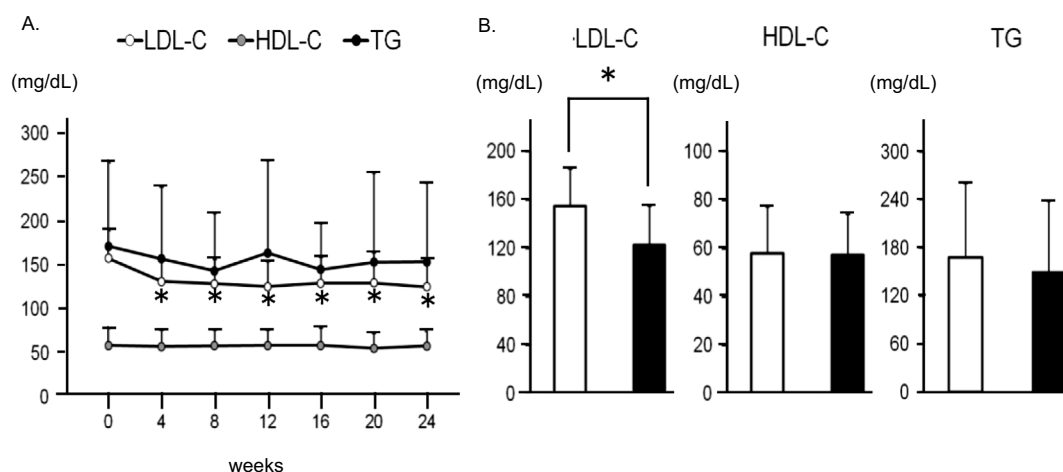 A.
LDL-C HDL-C TG
(mg/dL)
300
250
200
150
100
50
0
* * * * * *
0 4 8 12 16 20 24
weeks
B.
LDL-C
(mg/dL)
*
200
160
120
80
40
0
HDL-C
(mg/dL)
100
80
60
40
20
0
TG
(mg/dL)
300
240
180
150
60
0